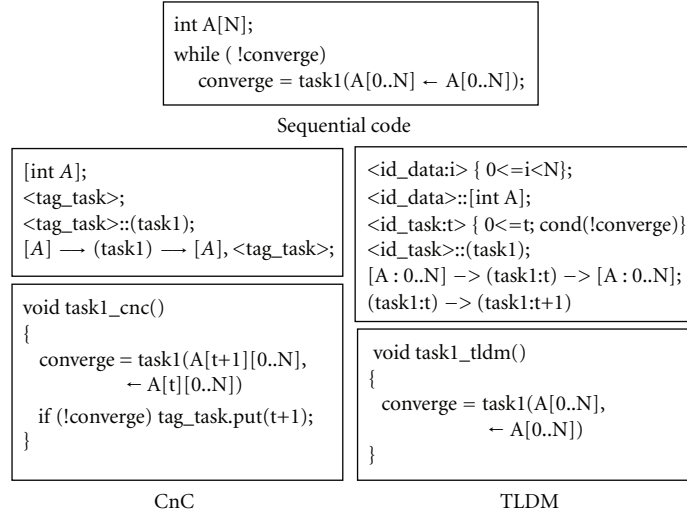 int A[N];
while ( !converge)
converge = task1(A[0..N] ← A[0..N]);
Sequential code
[int A];
<tag_task>;
<tag_task>::(task1);
[A] → (task1) → [A], <tag_task>;
void task1_cnc()
{
converge = task1(A[t+1][0..N],
← A[t][0..N])
if (!converge) tag_task.put(t+1);
}
CnC
<id_data:i> { 0<=i<N};
<id_data>::[int A];
<id_task:t> { 0<=t; cond(!converge)}
<id_task>::(task1);
[A : 0..N] −> (task1:t) −> [A : 0..N];
(task1:t) −> (task1:t+1)
void task1_tldm()
{
converge = task1(A[0..N],
← A[0..N])
}
TLDM